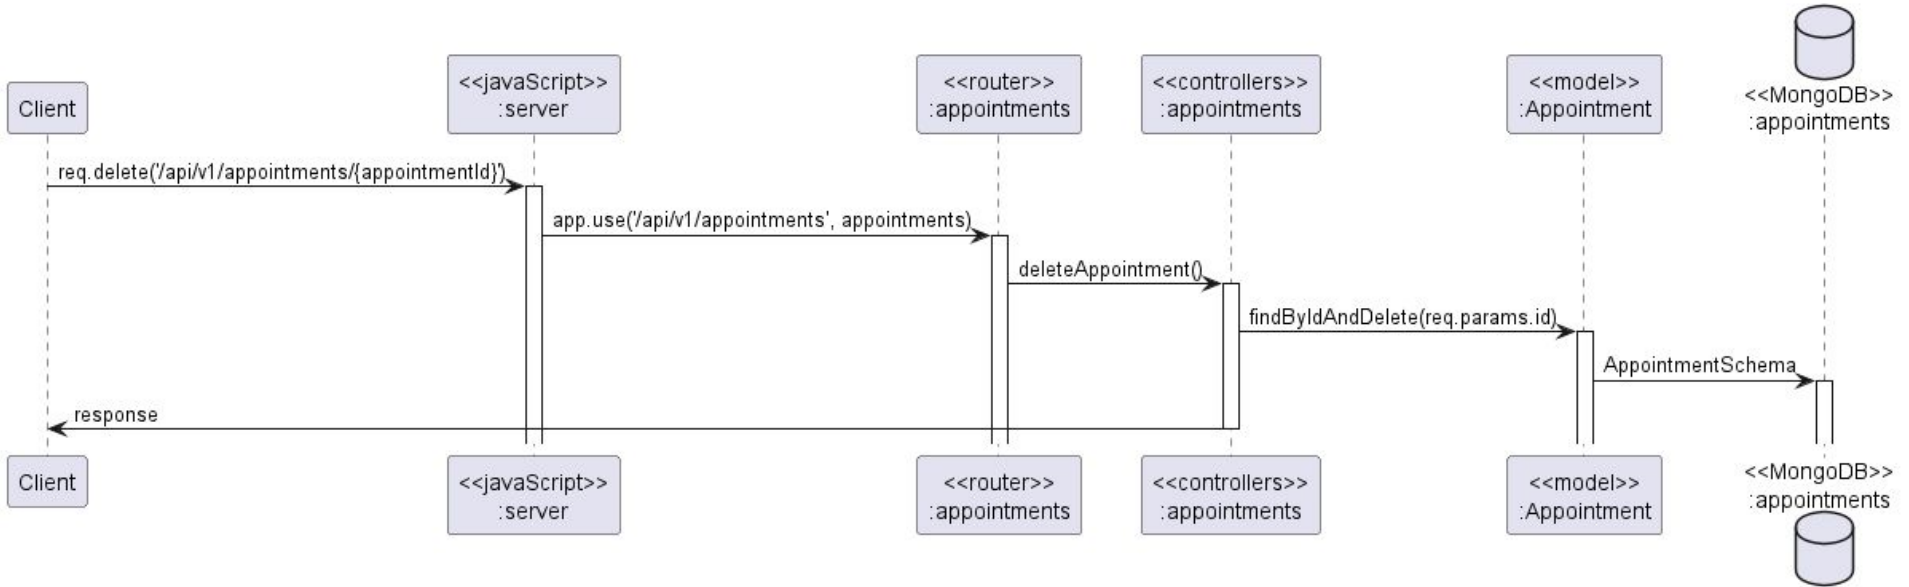 Client
<<javaScript>>
:server
<<router>>
:appointments
<<controllers>>
:appointments
<<model>>
:Appointment
<<MongoDB>>
:appointments
req.delete('/api/v1/appointments/{appointmentId}')
app.use('/api/v1/appointments', appointments)
deleteAppointment()
findByIdAndDelete(req.params.id)
AppointmentSchema
response
Client
<<javaScript>>
:server
<<router>>
:appointments
<<controllers>>
:appointments
<<model>>
:Appointment
<<MongoDB>>
:appointments